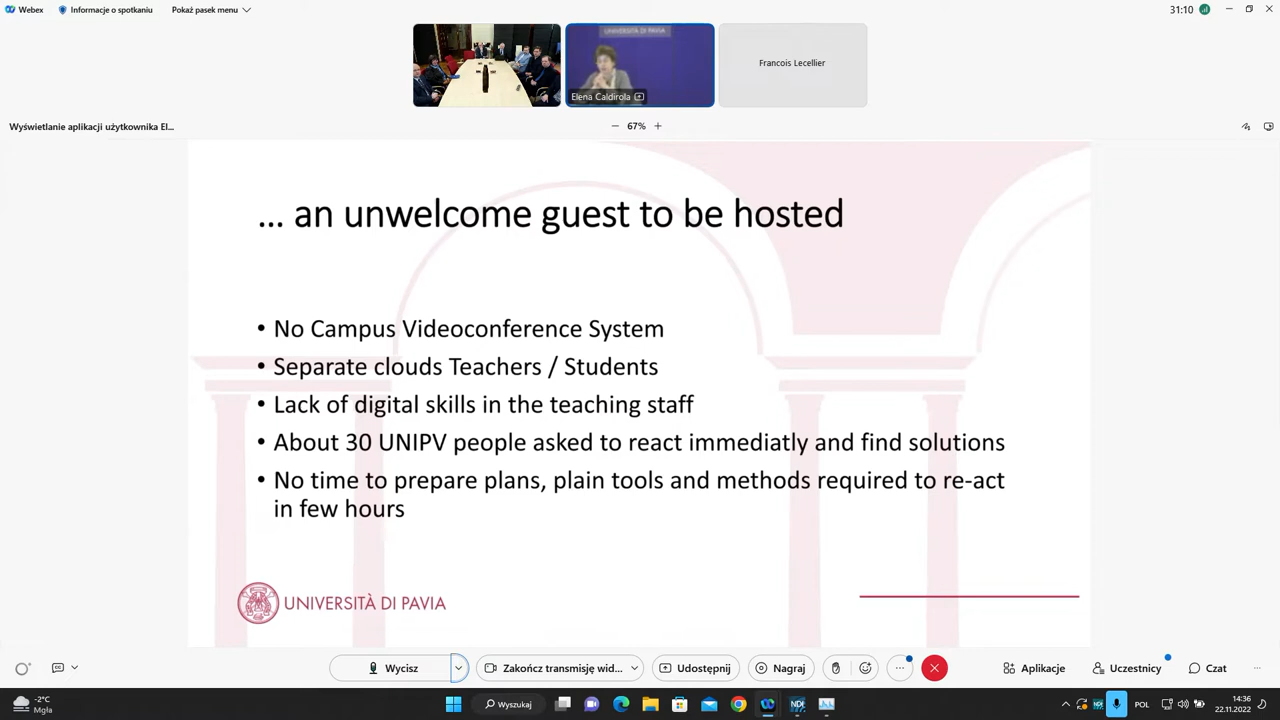 Webex
Informacje o spotkaniu
Pokaż pasek menu
31:10
UNIVERSITÀ DI PAVIA
Elena Caldirola
Francois Lecellier
Wyświetlanie aplikacji użytkownika El...
67%
... an unwelcome guest to be hosted
• No Campus Videoconference System
• Separate clouds Teachers / Students
• Lack of digital skills in the teaching staff
• About 30 UNIPV people asked to react immediatly and find solutions
• No time to prepare plans, plain tools and methods required to re-act
in few hours
UNIVERSITÀ DI PAVIA
Wycisz
Zakończ transmisję wid...
Udostępnij
Nagraj
Aplikacje
Uczestnicy
Czat
-2°C
Mgła
Wyszukaj
POL
14:36
22.11.2022